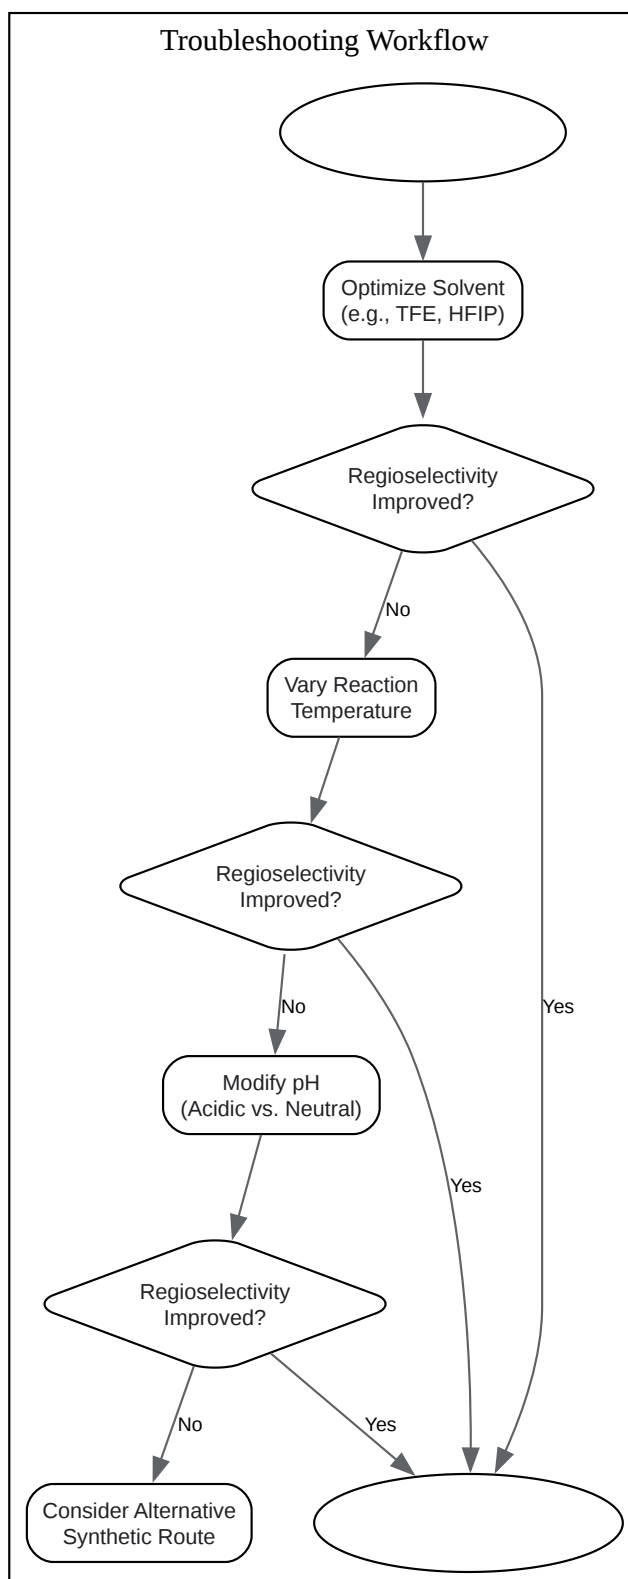 Troubleshooting Workflow
Optimize Solvent
(e.g., TFE, HFIP)
Regioselectivity
Improved?
No
Vary Reaction
Temperature
Regioselectivity
Improved?
No
Yes
Modify pH
(Acidic vs. Neutral)
Yes
Regioselectivity
Improved?
No
Yes
Consider Alternative
Synthetic Route